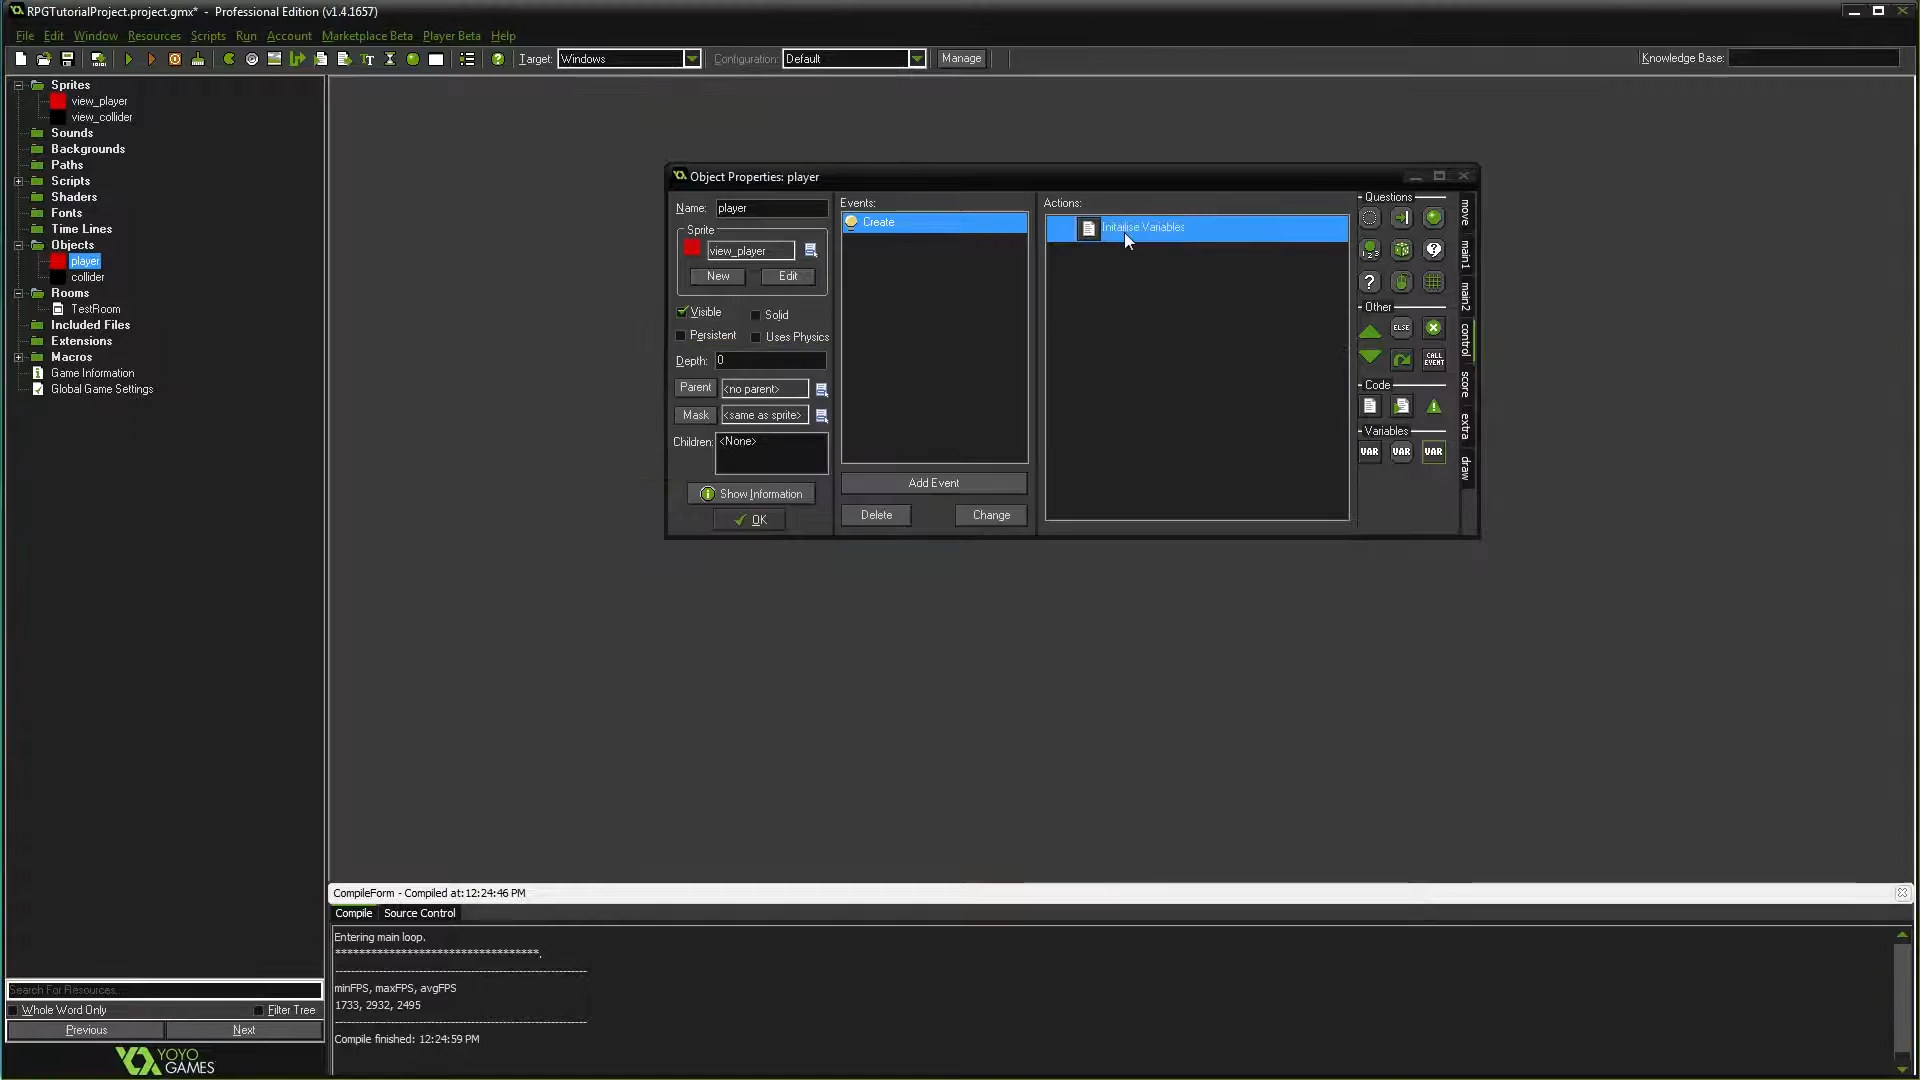 RPGTutorialProject.project.gmx* - Professional Edition (v1.4.1657)
File Edit Window Resources Scripts Run Account Marketplace Beta Player Beta Help
Target: Windows Configuration: Default Manage Knowledge Base:
Sprites
view_player
view_collider
Sounds
Backgrounds
Paths
Scripts
Shaders
Fonts
Time Lines
Objects
player
collider
Rooms
TestRoom
Included Files
Extensions
Macros
Game Information
Global Game Settings
Search For Resources...
Whole Word Only Filter Tree
Previous Next
YOYO
GAMES
Object Properties: player
Name: player
Sprite
view_player
New Edit
Visible Solid
Persistent Uses Physics
Depth: 0
Parent <no parent>
Mask <same as sprite>
Children: <None>
Show Information
OK
Events:
Create
Add Event
Delete Change
Actions:
Initailise Variables
Questions
1 2 3
Other
ELSE
CALL EVENT
Code
Variables
VAR VAR VAR
move
main1
main2
control
score
extra
draw
CompileForm - Compiled at:12:24:46 PM
Compile Source Control
Entering main loop.
minFPS, maxFPS, avgFPS
1733, 2932, 2495
Compile finished: 12:24:59 PM